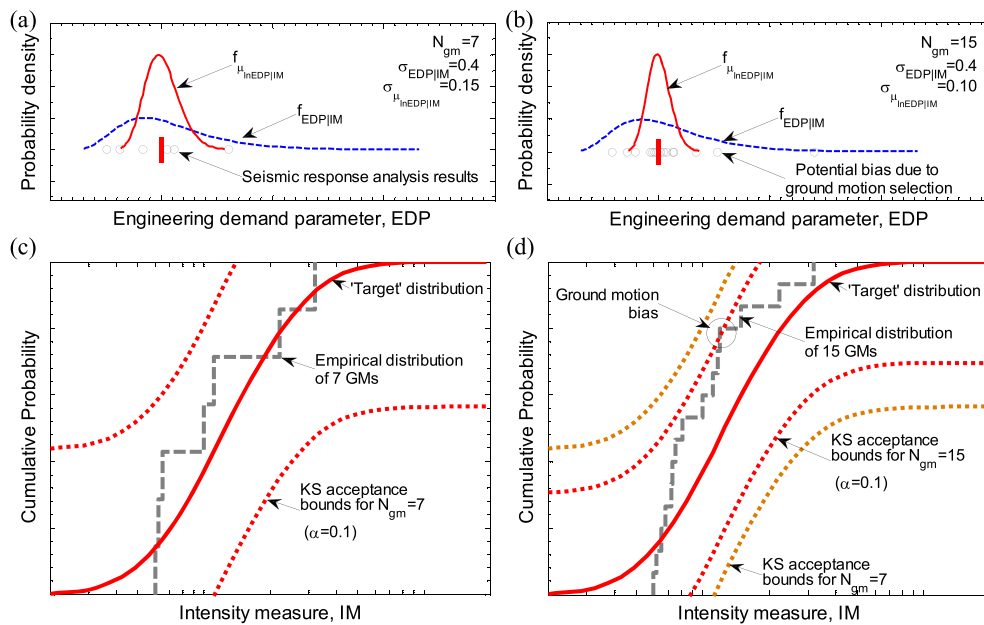 (a)
Probability density
N_gm=7
σ_EDP|IM=0.4
σ_μ_lnEDP|IM=0.15
f_μ_lnEDP|IM
f_EDP|IM
Seismic response analysis results
Engineering demand parameter, EDP
(b)
Probability density
N_gm=15
σ_EDP|IM=0.4
σ_μ_lnEDP|IM=0.10
f_μ_lnEDP|IM
f_EDP|IM
Potential bias due to
ground motion selection
Engineering demand parameter, EDP
(c)
Cumulative Probability
'Target' distribution
Empirical distribution
of 7 GMs
KS acceptance
bounds for N_gm=7
(α=0.1)
Intensity measure, IM
(d)
Cumulative Probability
Ground motion
bias
'Target' distribution
Empirical distribution
of 15 GMs
KS acceptance
bounds for N_gm=15
(α=0.1)
KS acceptance
bounds for N_gm=7
Intensity measure, IM